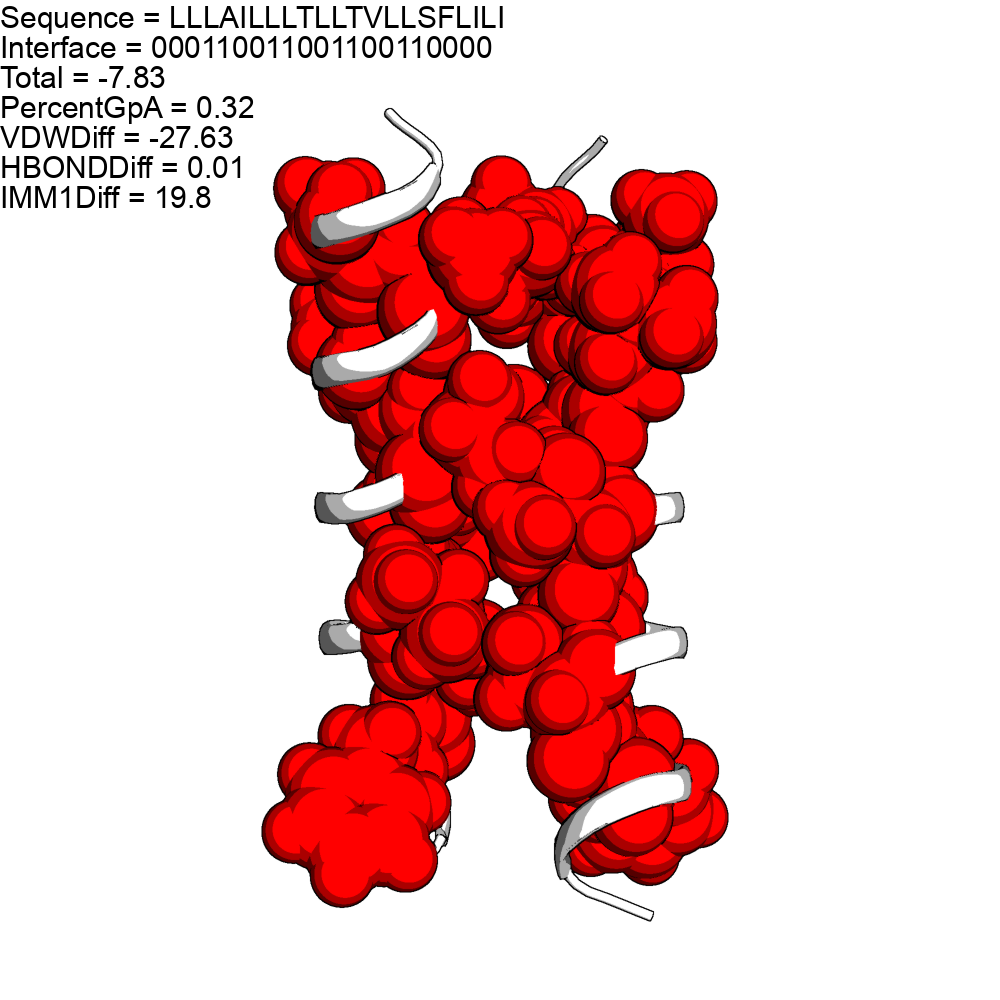 Sequence = LLLAILLLTLLTVLLSFLILI
Interface = 000110011001100110000
Total = -7.83
PercentGpA = 0.32
VDWDiff = -27.63
HBONDDiff = 0.01
IMM1Diff = 19.8